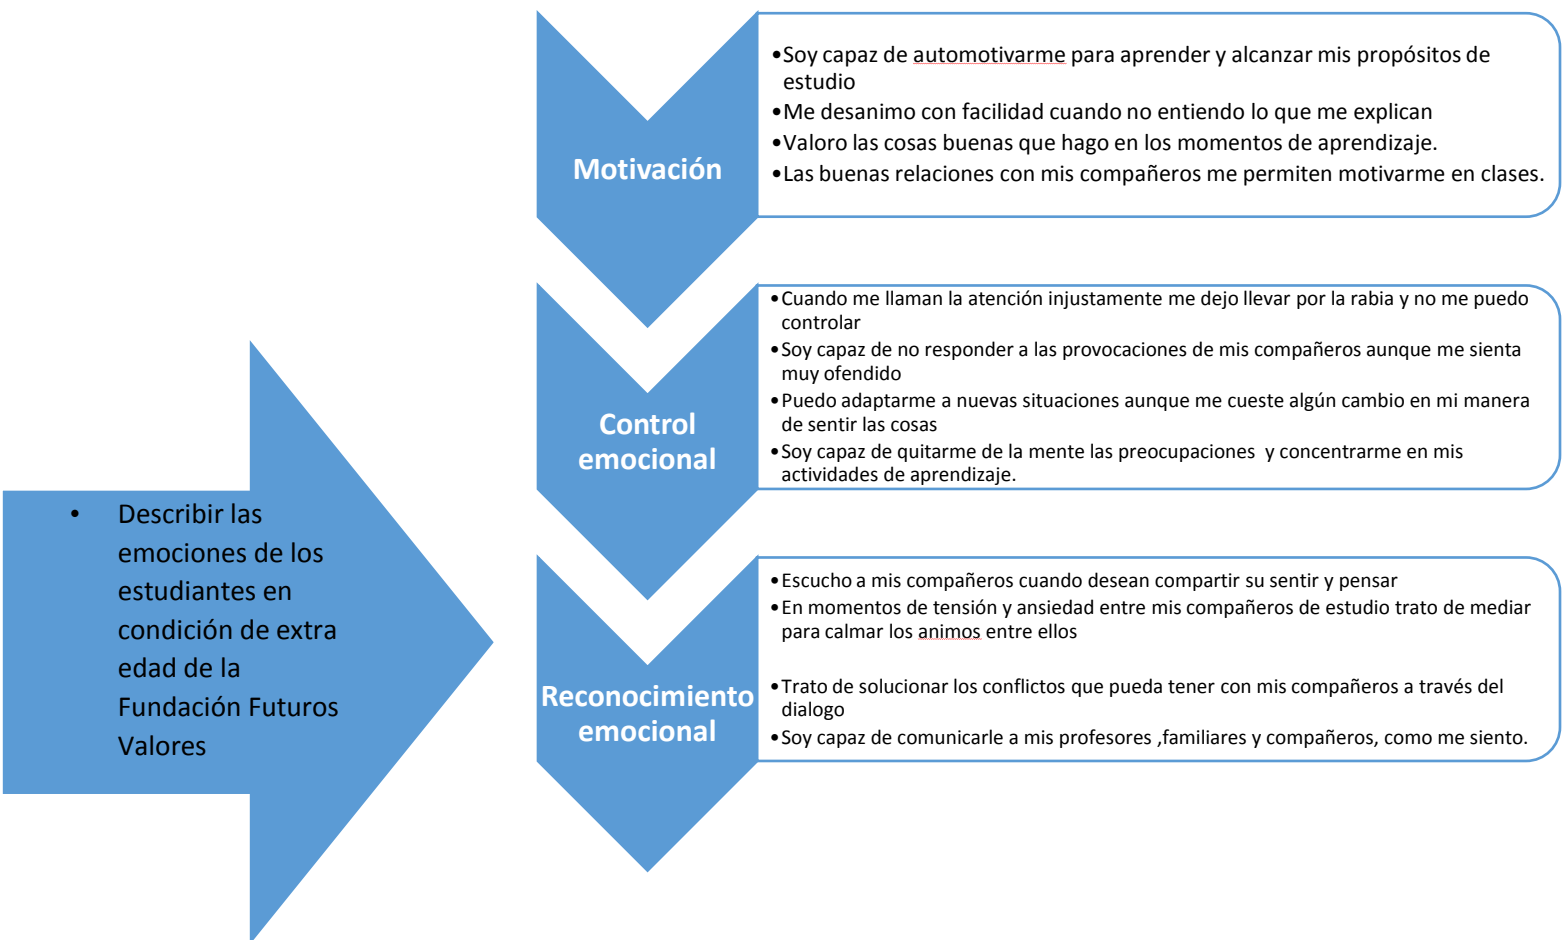 Motivación
•Soy capaz de automotivarme para aprender y alcanzar mis propósitos de
estudio
•Me desanimo con facilidad cuando no entiendo lo que me explican
•Valoro las cosas buenas que hago en los momentos de aprendizaje.
•Las buenas relaciones con mis compañeros me permiten motivarme en clases.
Control
emocional
•Cuando me llaman la atención injustamente me dejo llevar por la rabia y no me puedo
controlar
•Soy capaz de no responder a las provocaciones de mis compañeros aunque me sienta
muy ofendido
•Puedo adaptarme a nuevas situaciones aunque me cueste algún cambio en mi manera
de sentir las cosas
•Soy capaz de quitarme de la mente las preocupaciones  y concentrarme en mis
actividades de aprendizaje.
• Describir las
emociones de los
estudiantes en
condición de extra
edad de la
Fundación Futuros
Valores
Reconocimiento
emocional
•Escucho a mis compañeros cuando desean compartir su sentir y pensar
•En momentos de tensión y ansiedad entre mis compañeros de estudio trato de mediar
para calmar los animos entre ellos
•Trato de solucionar los conflictos que pueda tener con mis compañeros a través del
dialogo
•Soy capaz de comunicarle a mis profesores ,familiares y compañeros, como me siento.